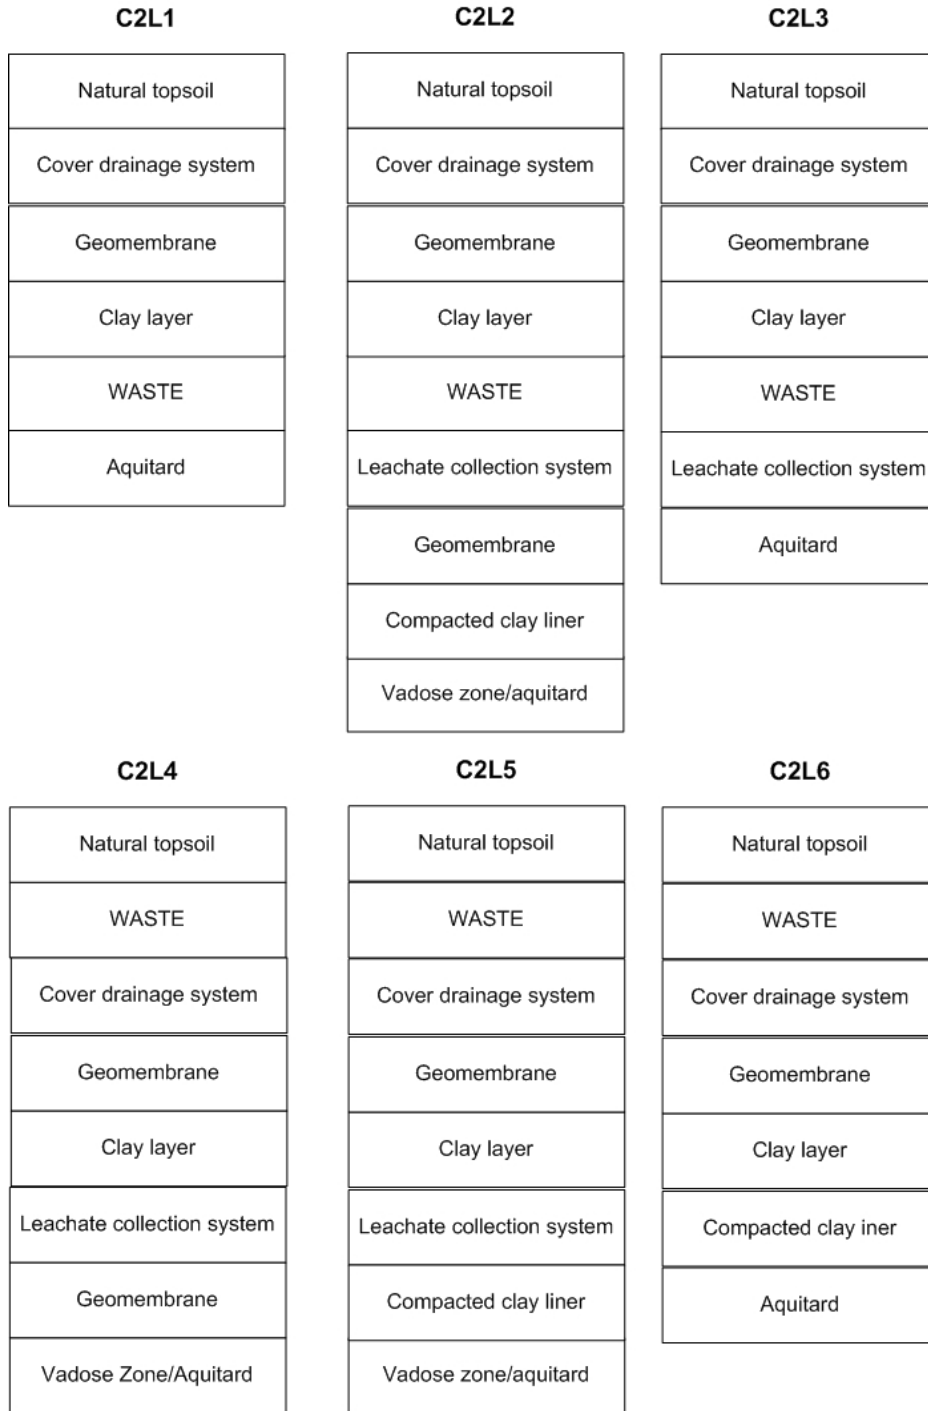 C2L1
Natural topsoil
Cover drainage system
Geomembrane
Clay layer
WASTE
Aquitard
C2L2
Natural topsoil
Cover drainage system
Geomembrane
Clay layer
WASTE
Leachate collection system
Geomembrane
Compacted clay liner
Vadose zone/aquitard
C2L3
Natural topsoil
Cover drainage system
Geomembrane
Clay layer
WASTE
Leachate collection system
Aquitard
C2L4
Natural topsoil
WASTE
Cover drainage system
Geomembrane
Clay layer
Leachate collection system
Geomembrane
Vadose Zone/Aquitard
C2L5
Natural topsoil
WASTE
Cover drainage system
Geomembrane
Clay layer
Leachate collection system
Compacted clay liner
Vadose zone/aquitard
C2L6
Natural topsoil
WASTE
Cover drainage system
Geomembrane
Clay layer
Compacted clay iner
Aquitard